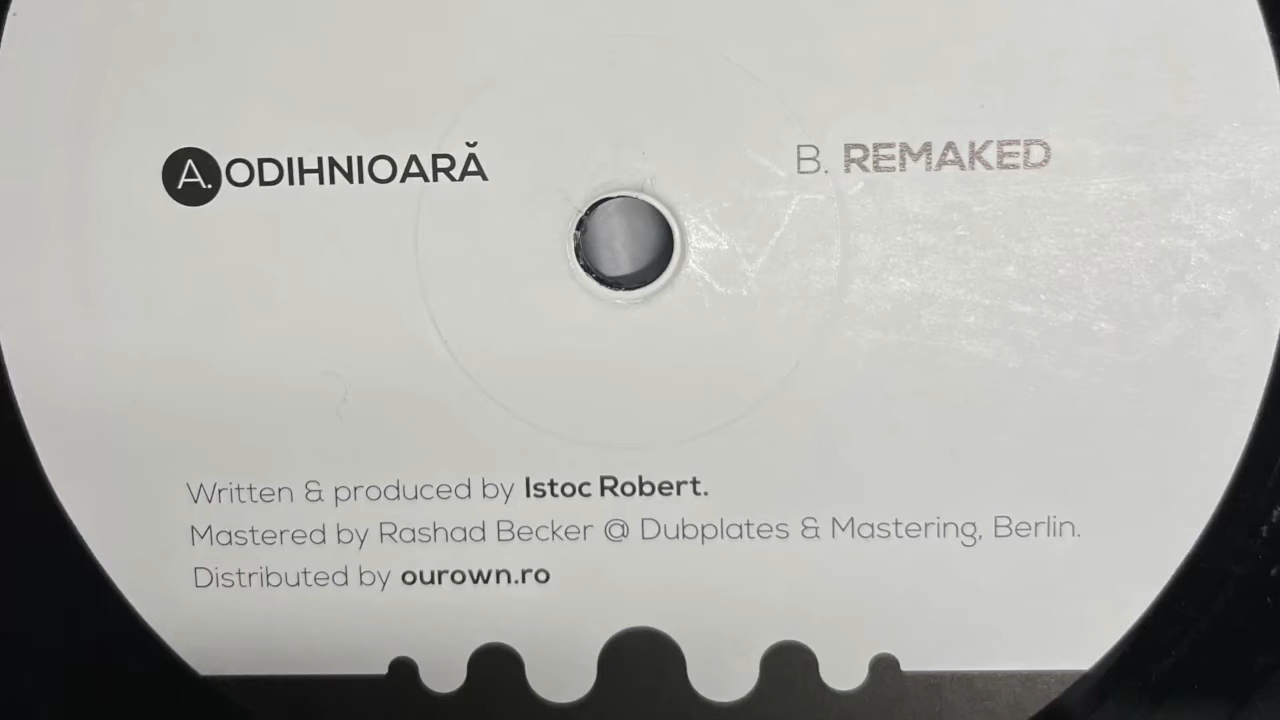 A. ODIHNIOARĂ
B. REMAKED
Written & produced by Istoc Robert.
Mastered by Rashad Becker @ Dubplates & Mastering, Berlin.
Distributed by ourown.ro